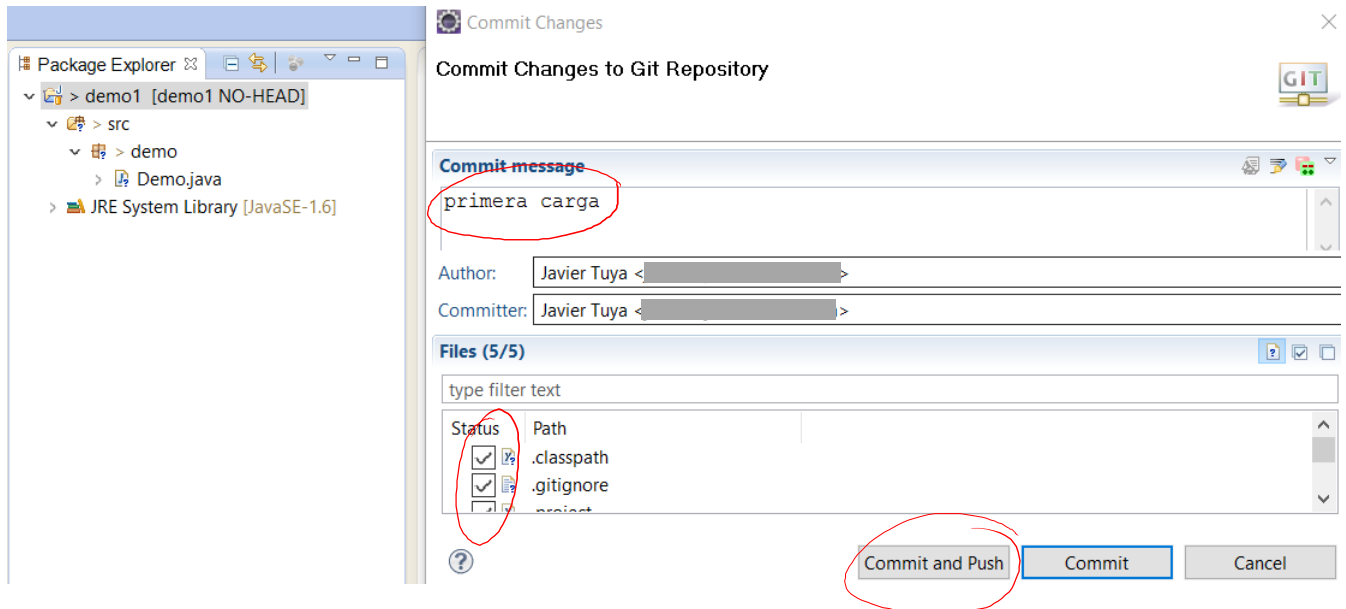 Package Explorer
> demo1 [demo1 NO-HEAD]
> src
> demo
Demo.java
JRE System Library [JavaSE-1.6]
Commit Changes
Commit Changes to Git Repository
GIT
Commit message
primera carga
Author: Javier Tuya < >
Committer: Javier Tuya < >
Files (5/5)
type filter text
Status Path
.classpath
.gitignore
.project
? Commit and Push Commit Cancel